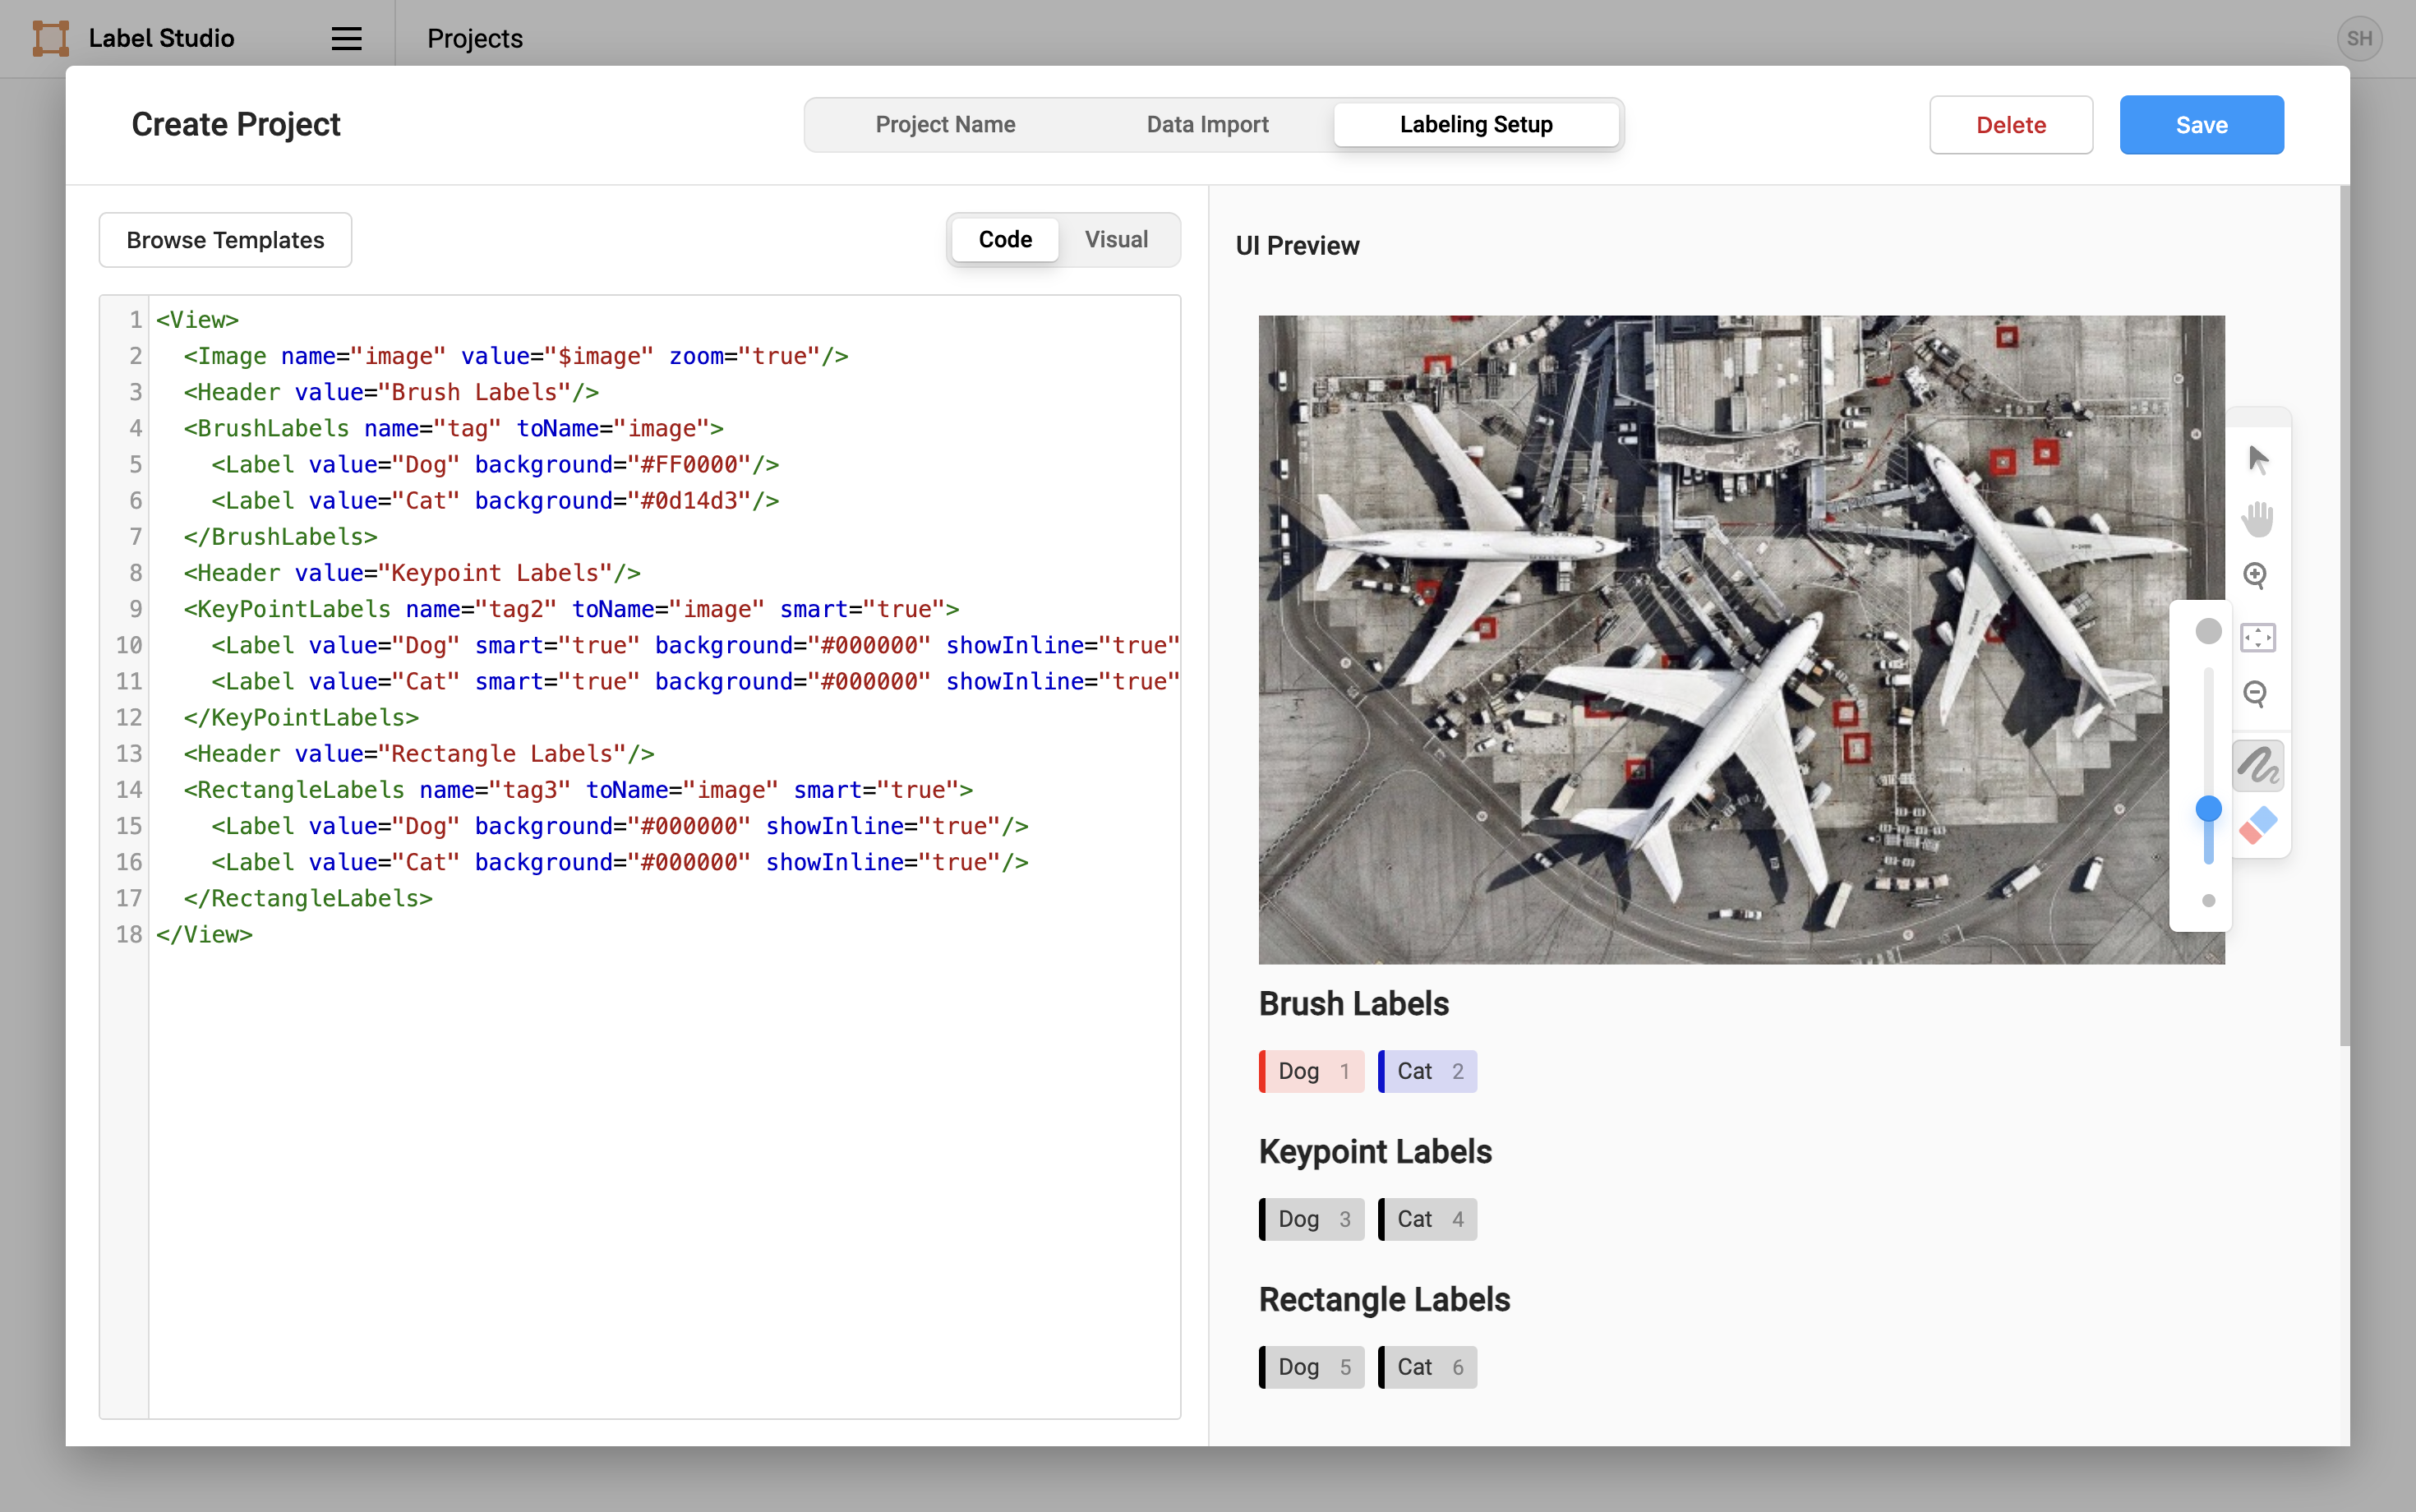 Label Studio
Projects
SH
Create Project
Project Name
Data Import
Labeling Setup
Delete
Save
Browse Templates
Code
Visual
1 <View>
2 <Image name="image" value="$image" zoom="true"/>
3 <Header value="Brush Labels"/>
4 <BrushLabels name="tag" toName="image">
5 <Label value="Dog" background="#FF0000"/>
6 <Label value="Cat" background="#0d14d3"/>
7 </BrushLabels>
8 <Header value="Keypoint Labels"/>
9 <KeyPointLabels name="tag2" toName="image" smart="true">
10 <Label value="Dog" smart="true" background="#000000" showInline="true"
11 <Label value="Cat" smart="true" background="#000000" showInline="true"
12 </KeyPointLabels>
13 <Header value="Rectangle Labels"/>
14 <RectangleLabels name="tag3" toName="image" smart="true">
15 <Label value="Dog" background="#000000" showInline="true"/>
16 <Label value="Cat" background="#000000" showInline="true"/>
17 </RectangleLabels>
18 </View>
UI Preview
Brush Labels
Dog 1
Cat 2
Keypoint Labels
Dog 3
Cat 4
Rectangle Labels
Dog 5
Cat 6